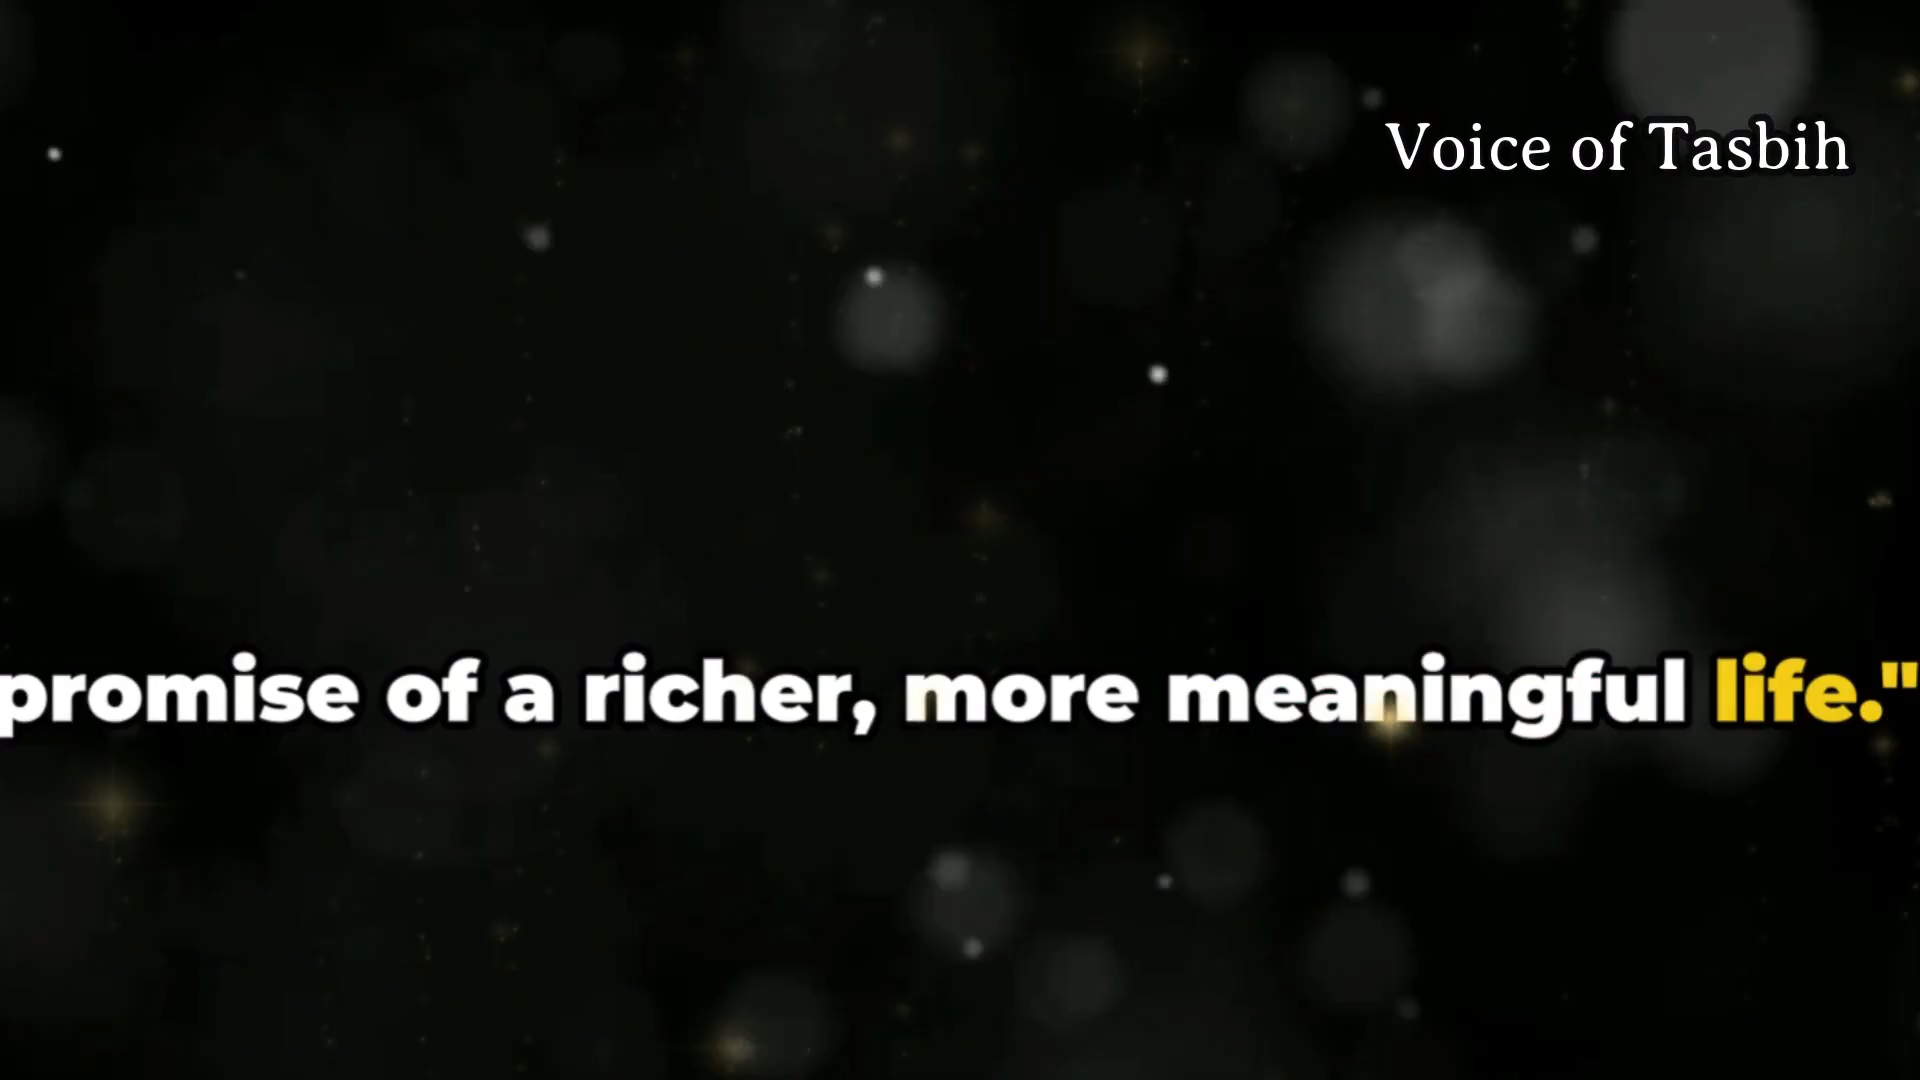 Voice of Tasbih
promise of a richer, more meaningful life."